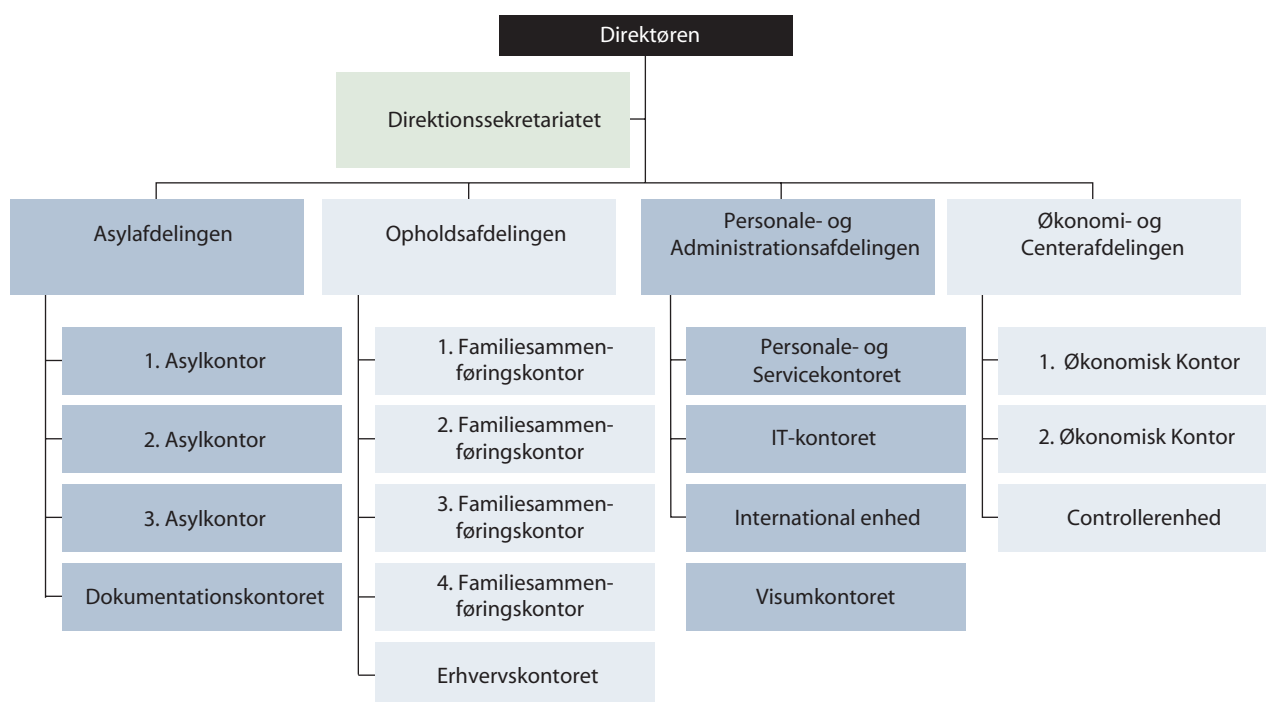 Direktøren
Direktionssekretariatet
Asylafdelingen
Opholdsafdelingen
Personale- og
Administrationsafdelingen
Økonomi- og
Centerafdelingen
1. Asylkontor
2. Asylkontor
3. Asylkontor
Dokumentationskontoret
1. Familiesammen-
føringskontor
2. Familiesammen-
føringskontor
3. Familiesammen-
føringskontor
4. Familiesammen-
føringskontor
Erhvervskontoret
Personale- og
Servicekontoret
IT-kontoret
International enhed
Visumkontoret
1. Økonomisk Kontor
2. Økonomisk Kontor
Controllerenhed